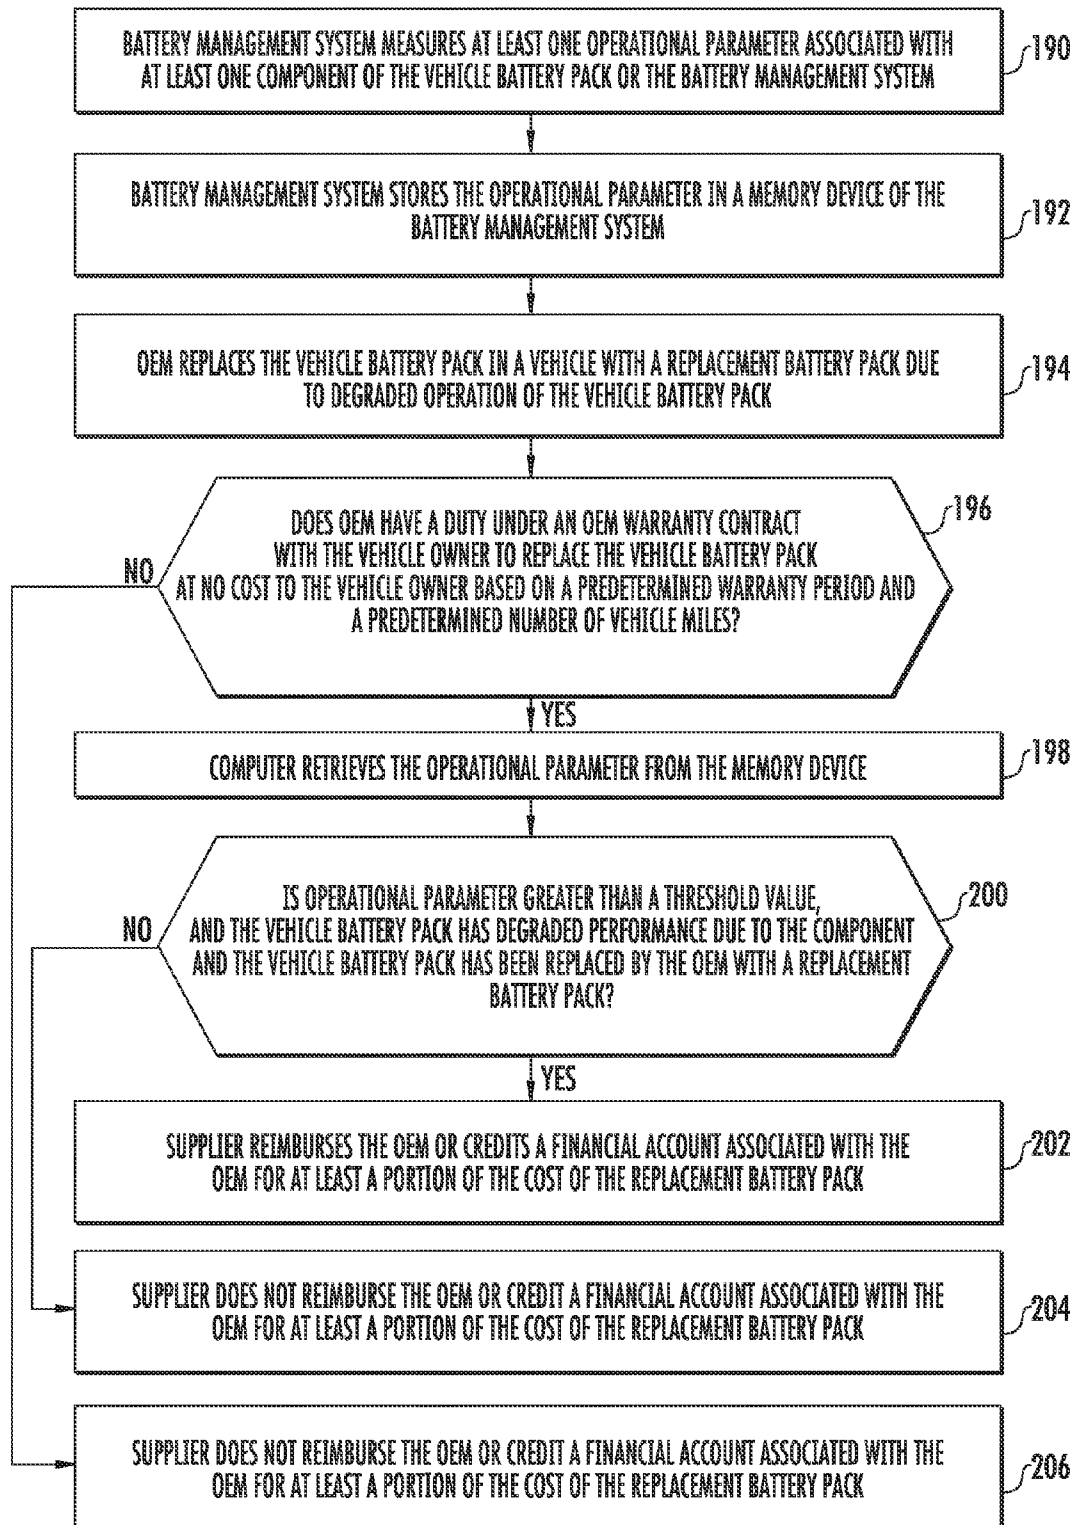 BATTERY MANAGEMENT SYSTEM MEASURES AT LEAST ONE OPERATIONAL PARAMETER ASSOCIATED WITH
AT LEAST ONE COMPONENT OF THE VEHICLE BATTERY PACK OR THE BATTERY MANAGEMENT SYSTEM
190
BATTERY MANAGEMENT SYSTEM STORES THE OPERATIONAL PARAMETER IN A MEMORY DEVICE OF THE
BATTERY MANAGEMENT SYSTEM
192
OEM REPLACES THE VEHICLE BATTERY PACK IN A VEHICLE WITH A REPLACEMENT BATTERY PACK DUE
TO DEGRADED OPERATION OF THE VEHICLE BATTERY PACK
194
DOES OEM HAVE A DUTY UNDER AN OEM WARRANTY CONTRACT
WITH THE VEHICLE OWNER TO REPLACE THE VEHICLE BATTERY PACK
AT NO COST TO THE VEHICLE OWNER BASED ON A PREDETERMINED WARRANTY PERIOD AND
A PREDETERMINED NUMBER OF VEHICLE MILES?
196
NO
YES
COMPUTER RETRIEVES THE OPERATIONAL PARAMETER FROM THE MEMORY DEVICE
198
IS OPERATIONAL PARAMETER GREATER THAN A THRESHOLD VALUE,
AND THE VEHICLE BATTERY PACK HAS DEGRADED PERFORMANCE DUE TO THE COMPONENT
AND THE VEHICLE BATTERY PACK HAS BEEN REPLACED BY THE OEM WITH A REPLACEMENT
BATTERY PACK?
200
NO
YES
SUPPLIER REIMBURSES THE OEM OR CREDITS A FINANCIAL ACCOUNT ASSOCIATED WITH THE
OEM FOR AT LEAST A PORTION OF THE COST OF THE REPLACEMENT BATTERY PACK
202
SUPPLIER DOES NOT REIMBURSE THE OEM OR CREDIT A FINANCIAL ACCOUNT ASSOCIATED WITH THE
OEM FOR AT LEAST A PORTION OF THE COST OF THE REPLACEMENT BATTERY PACK
204
SUPPLIER DOES NOT REIMBURSE THE OEM OR CREDIT A FINANCIAL ACCOUNT ASSOCIATED WITH THE
OEM FOR AT LEAST A PORTION OF THE COST OF THE REPLACEMENT BATTERY PACK
206